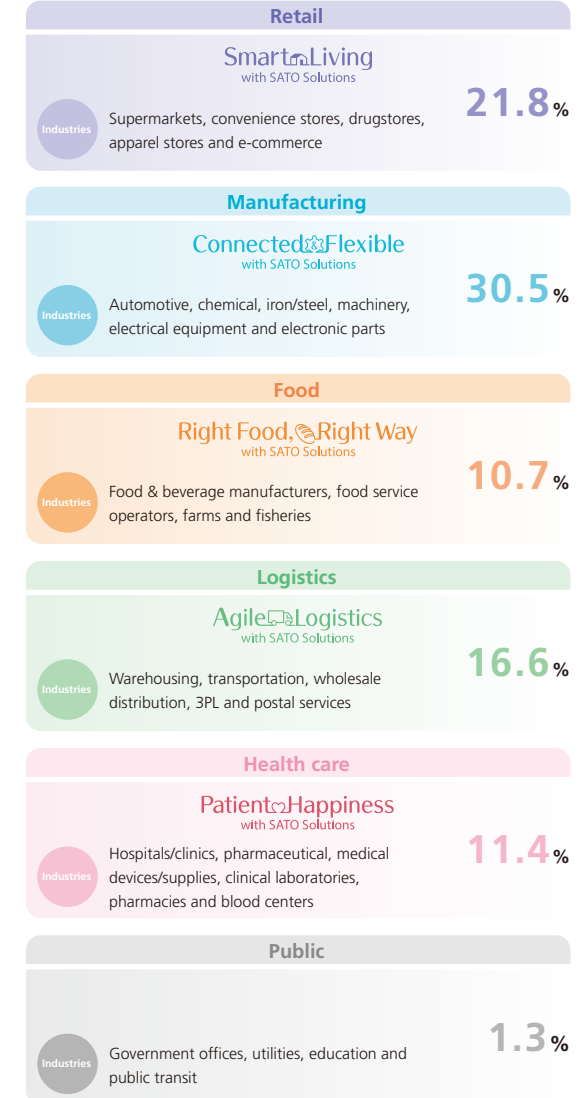 Retail
Smart Living
with SATO Solutions
21.8%
Industries
Supermarkets, convenience stores, drugstores,
apparel stores and e-commerce
Manufacturing
Connected & Flexible
with SATO Solutions
30.5%
Industries
Automotive, chemical, iron/steel, machinery,
electrical equipment and electronic parts
Food
Right Food, Right Way
with SATO Solutions
10.7%
Industries
Food & beverage manufacturers, food service
operators, farms and fisheries
Logistics
Agile Logistics
with SATO Solutions
16.6%
Industries
Warehousing, transportation, wholesale
distribution, 3PL and postal services
Health care
Patient Happiness
with SATO Solutions
11.4%
Industries
Hospitals/clinics, pharmaceutical, medical
devices/supplies, clinical laboratories,
pharmacies and blood centers
Public
1.3%
Industries
Government offices, utilities, education and
public transit